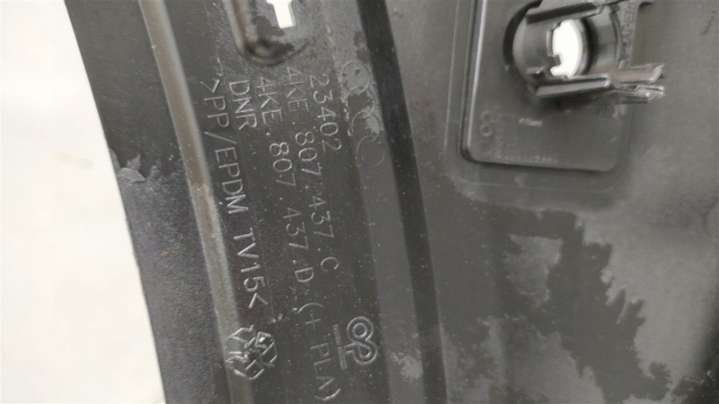 23402
4KE.807.437.C
4KE.807.437.D (+ PLA)
DNR
>PP/EPDM TV15<